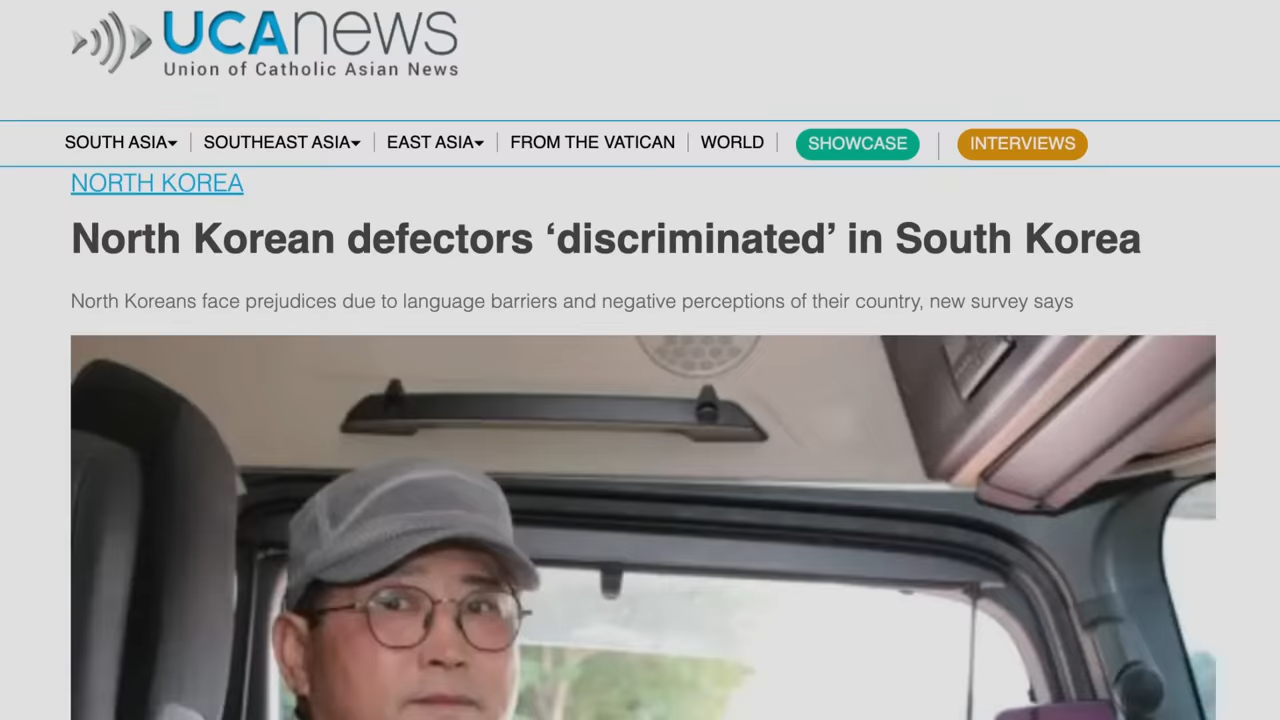 UCAnews
Union of Catholic Asian News
SOUTH ASIA SOUTHEAST ASIA EAST ASIA FROM THE VATICAN WORLD SHOWCASE INTERVIEWS
NORTH KOREA
North Korean defectors ‘discriminated’ in South Korea
North Koreans face prejudices due to language barriers and negative perceptions of their country, new survey says